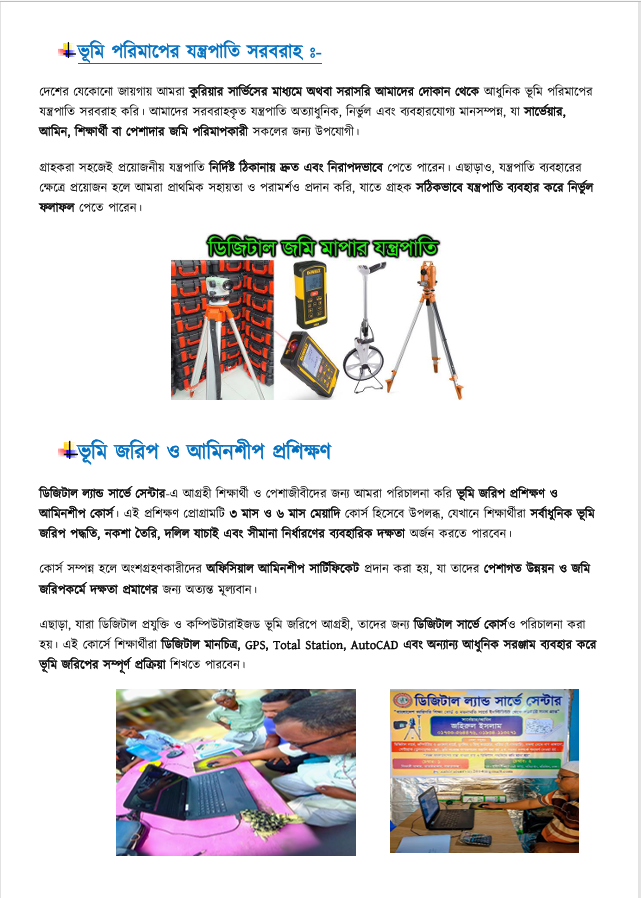 ভূমি পরিমাপের যন্ত্রপাতি সরবরাহ ঃ-
দেশের যেকোনো জায়গায় আমরা কুরিয়ার সার্ভিসের মাধ্যমে অথবা সরাসরি আমাদের দোকান থেকে আধুনিক ভূমি পরিমাপের
যন্ত্রপাতি সরবরাহ করি। আমাদের সরবরাহকৃত যন্ত্রপাতি অত্যাধুনিক, নির্ভুল এবং ব্যবহারযোগ্য মানসম্পন্ন, যা সার্ভেয়ার,
আমিন, শিক্ষার্থী বা পেশাদার জমি পরিমাপকারী সকলের জন্য উপযোগী।
গ্রাহকরা সহজেই প্রয়োজনীয় যন্ত্রপাতি নির্দিষ্ট ঠিকানায় দ্রুত এবং নিরাপদভাবে পেতে পারেন। এছাড়াও, যন্ত্রপাতি ব্যবহারের
ক্ষেত্রে প্রয়োজন হলে আমরা প্রাথমিক সহায়তা ও পরামর্শও প্রদান করি, যাতে গ্রাহক সঠিকভাবে যন্ত্রপাতি ব্যবহার করে নির্ভুল
ফলাফল পেতে পারেন।
ডিজিটাল জমি মাপার যন্ত্রপাতি
ভূমি জরিপ ও আমিনশীপ প্রশিক্ষণ
ডিজিটাল ল্যান্ড সার্ভে সেন্টার-এ আগ্রহী শিক্ষার্থী ও পেশাজীবীদের জন্য আমরা পরিচালনা করি ভূমি জরিপ প্রশিক্ষণ ও
আমিনশীপ কোর্স। এই প্রশিক্ষণ প্রোগ্রামটি ৩ মাস ও ৬ মাস মেয়াদি কোর্স হিসেবে উপলব্ধ, যেখানে শিক্ষার্থীরা সর্বাধুনিক ভূমি
জরিপ পদ্ধতি, নকশা তৈরি, দলিল যাচাই এবং সীমানা নির্ধারণের ব্যবহারিক দক্ষতা অর্জন করতে পারবেন।
কোর্স সম্পন্ন হলে অংশগ্রহণকারীদের অফিসিয়াল আমিনশীপ সার্টিফিকেট প্রদান করা হয়, যা তাদের পেশাগত উন্নয়ন ও জমি
জরিপকর্মে দক্ষতা প্রমাণের জন্য অত্যন্ত মূল্যবান।
এছাড়া, যারা ডিজিটাল প্রযুক্তি ও কম্পিউটারাইজড ভূমি জরিপে আগ্রহী, তাদের জন্য ডিজিটাল সার্ভে কোর্সও পরিচালনা করা
হয়। এই কোর্সে শিক্ষার্থীরা ডিজিটাল মানচিত্র, GPS, Total Station, AutoCAD এবং অন্যান্য আধুনিক সরঞ্জাম ব্যবহার করে
ভূমি জরিপের সম্পূর্ণ প্রক্রিয়া শিখতে পারবেন।
ডিজিটাল ল্যান্ড সার্ভে সেন্টার
জহিরুল ইসলাম